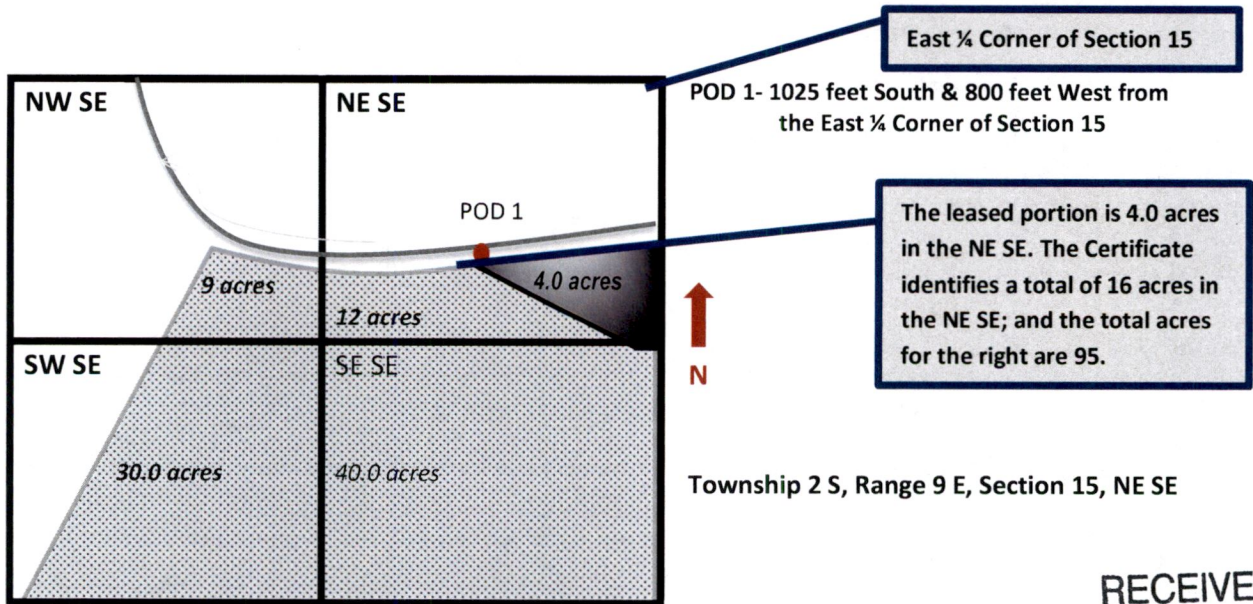 East ¼ Corner of Section 15
NW SE
NE SE
POD 1- 1025 feet South & 800 feet West from
the East ¼ Corner of Section 15
POD 1
The leased portion is 4.0 acres
in the NE SE. The Certificate
identifies a total of 16 acres in
the NE SE; and the total acres
for the right are 95.
9 acres
4.0 acres
12 acres
N
SW SE
SE SE
30.0 acres
40.0 acres
Township 2 S, Range 9 E, Section 15, NE SE
RECEIVE